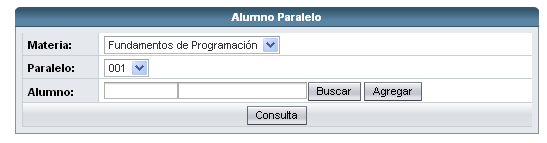 Alumno Paralelo
Materia: Fundamentos de Programación
Paralelo: 001
Alumno: Buscar Agregar
Consulta